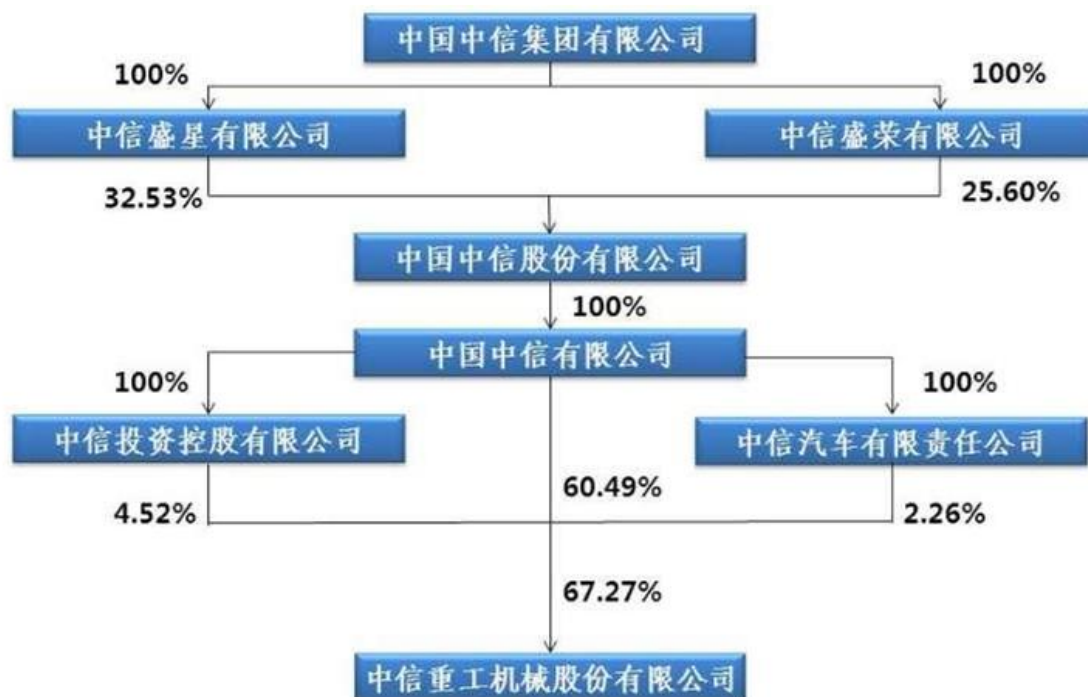 中国中信集团有限公司
100%
100%
中信盛星有限公司
中信盛荣有限公司
32.53%
25.60%
中国中信股份有限公司
100%
中国中信有限公司
100%
100%
中信投资控股有限公司
中信汽车有限责任公司
4.52%
60.49%
2.26%
67.27%
中信重工机械股份有限公司